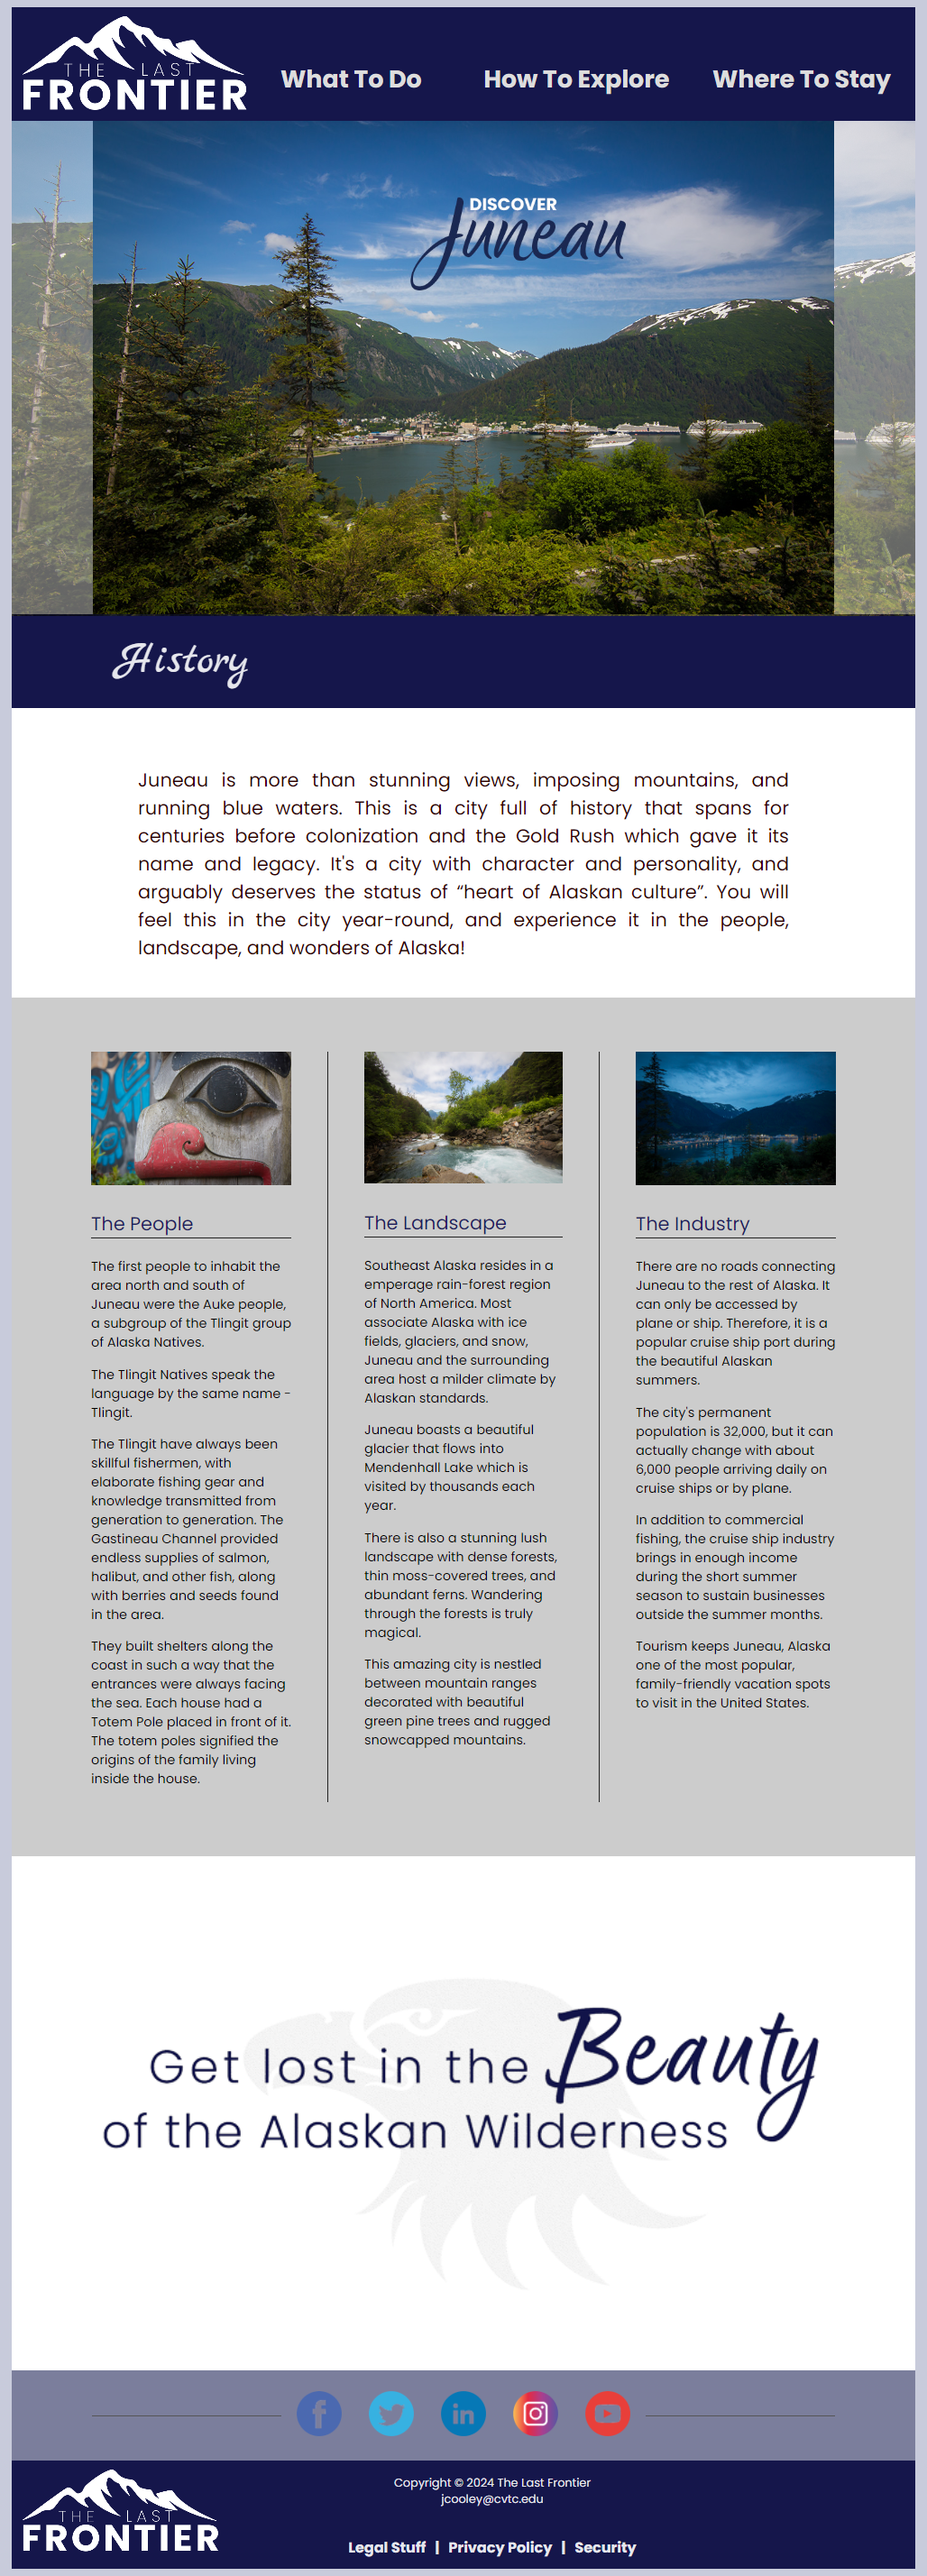 THE LAST
FRONTIER
What To Do
How To Explore
Where To Stay
DISCOVER
Juneau
History
Juneau is more than stunning views, imposing mountains, and
running blue waters. This is a city full of history that spans for
centuries before colonization and the Gold Rush which gave it its
name and legacy. It's a city with character and personality, and
arguably deserves the status of “heart of Alaskan culture”. You will
feel this in the city year-round, and experience it in the people,
landscape, and wonders of Alaska!
The People
The first people to inhabit the
area north and south of
Juneau were the Auke people,
a subgroup of the Tlingit group
of Alaska Natives.
The Tlingit Natives speak the
language by the same name -
Tlingit.
The Tlingit have always been
skillful fishermen, with
elaborate fishing gear and
knowledge transmitted from
generation to generation. The
Gastineau Channel provided
endless supplies of salmon,
halibut, and other fish, along
with berries and seeds found
in the area.
They built shelters along the
coast in such a way that the
entrances were always facing
the sea. Each house had a
Totem Pole placed in front of it.
The totem poles signified the
origins of the family living
inside the house.
The Landscape
Southeast Alaska resides in a
emperage rain-forest region
of North America. Most
associate Alaska with ice
fields, glaciers, and snow,
Juneau and the surrounding
area host a milder climate by
Alaskan standards.
Juneau boasts a beautiful
glacier that flows into
Mendenhall Lake which is
visited by thousands each
year.
There is also a stunning lush
landscape with dense forests,
thin moss-covered trees, and
abundant ferns. Wandering
through the forests is truly
magical.
This amazing city is nestled
between mountain ranges
decorated with beautiful
green pine trees and rugged
snowcapped mountains.
The Industry
There are no roads connecting
Juneau to the rest of Alaska. It
can only be accessed by
plane or ship. Therefore, it is a
popular cruise ship port during
the beautiful Alaskan
summers.
The city's permanent
population is 32,000, but it can
actually change with about
6,000 people arriving daily on
cruise ships or by plane.
In addition to commercial
fishing, the cruise ship industry
brings in enough income
during the short summer
season to sustain businesses
outside the summer months.
Tourism keeps Juneau, Alaska
one of the most popular,
family-friendly vacation spots
to visit in the United States.
Get lost in the Beauty
of the Alaskan Wilderness
f
in
THE LAST
FRONTIER
Copyright © 2024 The Last Frontier
jcooley@cvtc.edu
Legal Stuff | Privacy Policy | Security